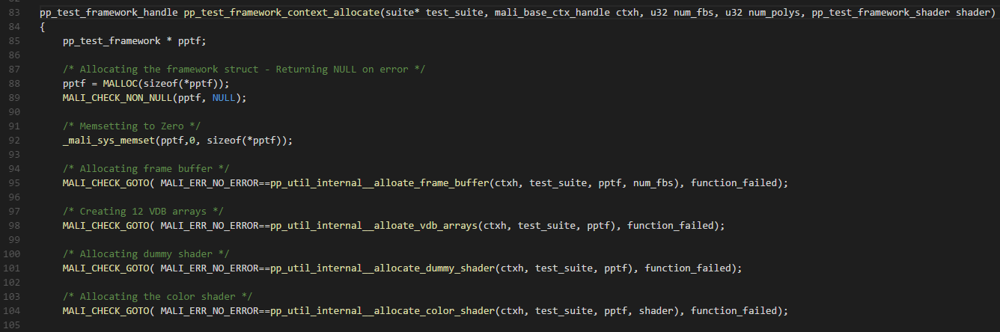 83 pp_test_framework_handle pp_test_framework_context_allocate(suite* test_suite, mali_base_ctx_handle ctxh, u32 num_fbs, u32 num_polys, pp_test_framework_shader shader)
84 {
85     pp_test_framework * pptf;
86
87     /* Allocating the framework struct - Returning NULL on error */
88     pptf = MALLOC(sizeof(*pptf));
89     MALI_CHECK_NON_NULL(pptf, NULL);
90
91     /* Memsetting to Zero */
92     _mali_sys_memset(pptf,0, sizeof(*pptf));
93
94     /* Allocating frame buffer */
95     MALI_CHECK_GOTO( MALI_ERR_NO_ERROR==pp_util_internal__alloate_frame_buffer(ctxh, test_suite, pptf, num_fbs), function_failed);
96
97     /* Creating 12 VDB arrays */
98     MALI_CHECK_GOTO( MALI_ERR_NO_ERROR==pp_util_internal__alloate_vdb_arrays(ctxh, test_suite, pptf), function_failed);
99
100     /* Allocating dummy shader */
101     MALI_CHECK_GOTO( MALI_ERR_NO_ERROR==pp_util_internal__allocate_dummy_shader(ctxh, test_suite, pptf), function_failed);
102
103     /* Allocating the color shader */
104     MALI_CHECK_GOTO( MALI_ERR_NO_ERROR==pp_util_internal__allocate_color_shader(ctxh, test_suite, pptf, shader), function_failed);
105